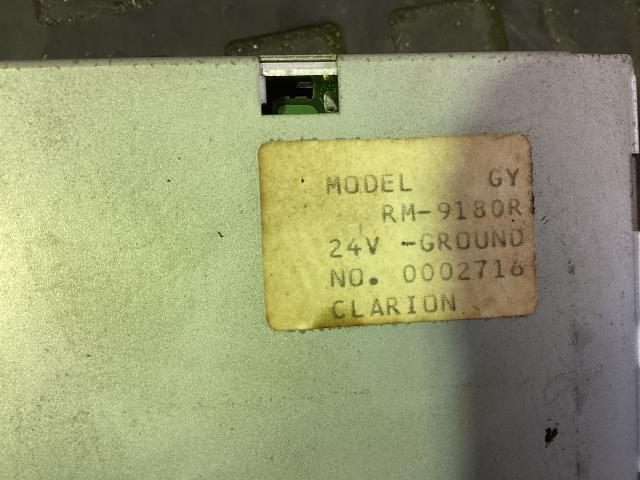 MODEL GY
RM-9180R
24V -GROUND
NO. 0002716
CLARION